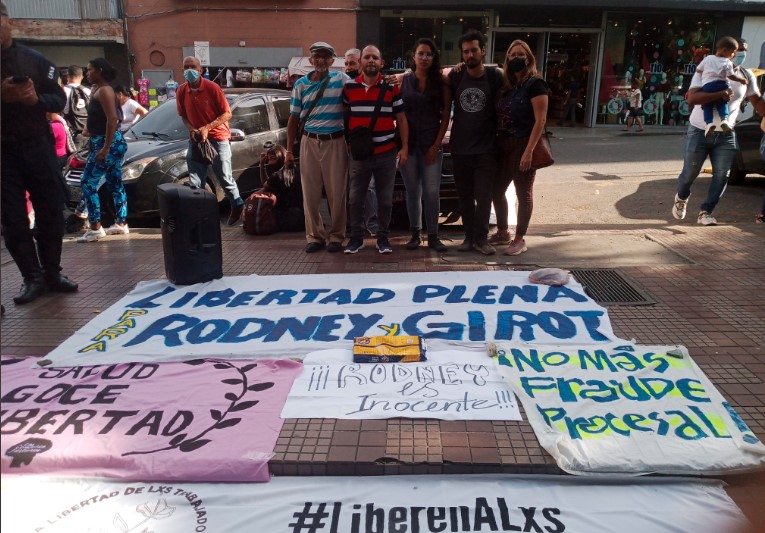 LIBERTAD PLENA
PARA
RODNEY y GIROT
SALUD
GOCE
LIBERTAD
¡¡¡RODNEY
es
Inocente!!!
¡No Más
Fraude
Procesal
LIBERTAD DE LXS TRABAJADO
#LiberenALxs